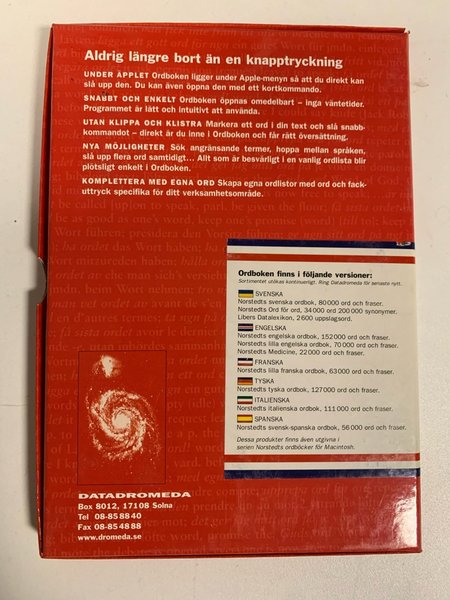 Aldrig längre bort än en knapptryckning
UNDER ÄPPLET Ordboken ligger under Apple-menyn så att du direkt kan
slå upp den. Du kan även öppna den med ett kortkommando.
SNABBT OCH ENKELT Ordboken öppnas omedelbart – inga väntetider.
Programmet är lätt och intuitivt att använda.
UTAN KLIPPA OCH KLISTRA Markera ett ord i din text och slå snabb-
kommandot – direkt är du inne i Ordboken och får rätt översättning.
NYA MÖJLIGHETER Sök angränsande termer, hoppa mellan språken,
slå upp flera ord samtidigt... Allt som är besvärligt i en vanlig ordlista blir
plötsligt enkelt i Ordboken.
KOMPLETTERA MED EGNA ORD Skapa egna ordlistor med ord och fack-
uttryck specifika för ditt verksamhetsområde.
Ordboken finns i följande versioner:
Sortimentet utökas kontinuerligt. Ring Datadromeda för senaste nytt.
SVENSKA
Norstedts svenska ordbok, 80 000 ord och fraser.
Norstedts Ord för ord, 34 000 ord och 200 000 synonymer.
Libers Datalexikon, 2 600 uppslagsord.
ENGELSKA
Norstedts engelska ordbok, 152 000 ord och fraser.
Norstedts lilla engelska ordbok, 70 000 ord och fraser.
Norstedts Medicine, 22 000 ord och fraser.
FRANSKA
Norstedts lilla franska ordbok, 63 000 ord och fraser.
TYSKA
Norstedts tyska ordbok, 127 000 ord och fraser.
ITALIENSKA
Norstedts italienska ordbok, 111 000 ord och fraser.
SPANSKA
Norstedts svensk-spanska ordbok, 56 000 ord och fraser.
Dessa produkter finns även utgivna i
serien Norstedts ordböcker för Macintosh.
DATADROMEDA
Box 8012, 171 08 Solna
Tel 08-85 88 40
Fax 08-85 48 88
www.dromeda.se